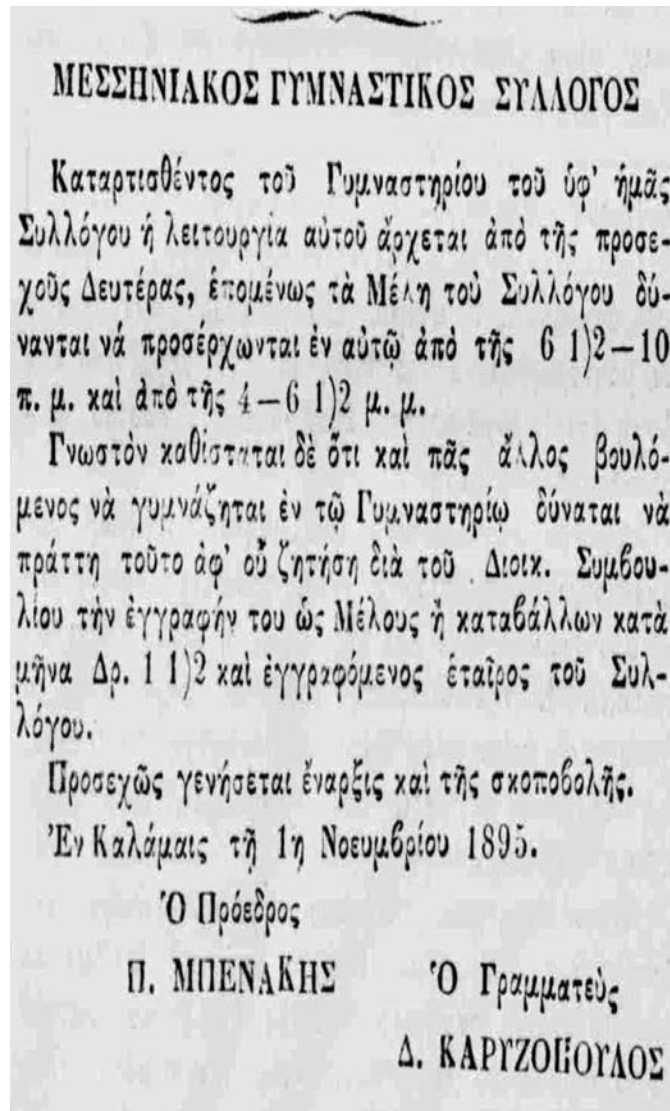 ΜΕΣΣΗΝΙΑΚΟΣ ΓΥΜΝΑΣΤΙΚΟΣ ΣΥΛΛΟΓΟΣ
Καταρτισθέντος τοῦ Γυμναστηρίου τοῦ ὑφ' ἡμᾶς
Συλλόγου ἡ λειτουργία αὐτοῦ ἄρχεται ἀπὸ τῆς προσε-
χοῦς Δευτέρας, ἑπομένως τὰ Μέλη τοῦ Συλλόγου δύ-
νανται νά προσέρχωνται ἐν αὐτῷ ἀπό τῆς 6 1)2—10
π. μ. καὶ ἀπό τῆς 4—6 1)2 μ. μ.
Γνωστὸν καθίσταται δὲ ὅτι καὶ πᾶς ἄλλος βουλό-
μενος νὰ γυμνάζηται ἐν τῷ Γυμναστηρίῳ δύναται νὰ
πράττη τοῦτο ἀφ' οὗ ζητήση διὰ τοῦ Διοικ. Συμβου-
λίου τὴν ἐγγραφήν του ὡς Μέλους ἢ καταβάλλων κατὰ
μῆνα Δρ. 1 1)2 καὶ ἐγγραφόμενος ἑταῖρος τοῦ Συλ-
λόγου.
Προσεχῶς γενήσεται ἔναρξις καὶ τῆς σκοποβολῆς.
Ἐν Καλάμαις τῇ 1η Νοεμβρίου 1895.
Ὁ Πρόεδρος
Π. ΜΠΕΝΑΚΗΣ Ὁ Γραμματεὺς
Δ. ΚΑΡΥΖΟΠΟΥΛΟΣ